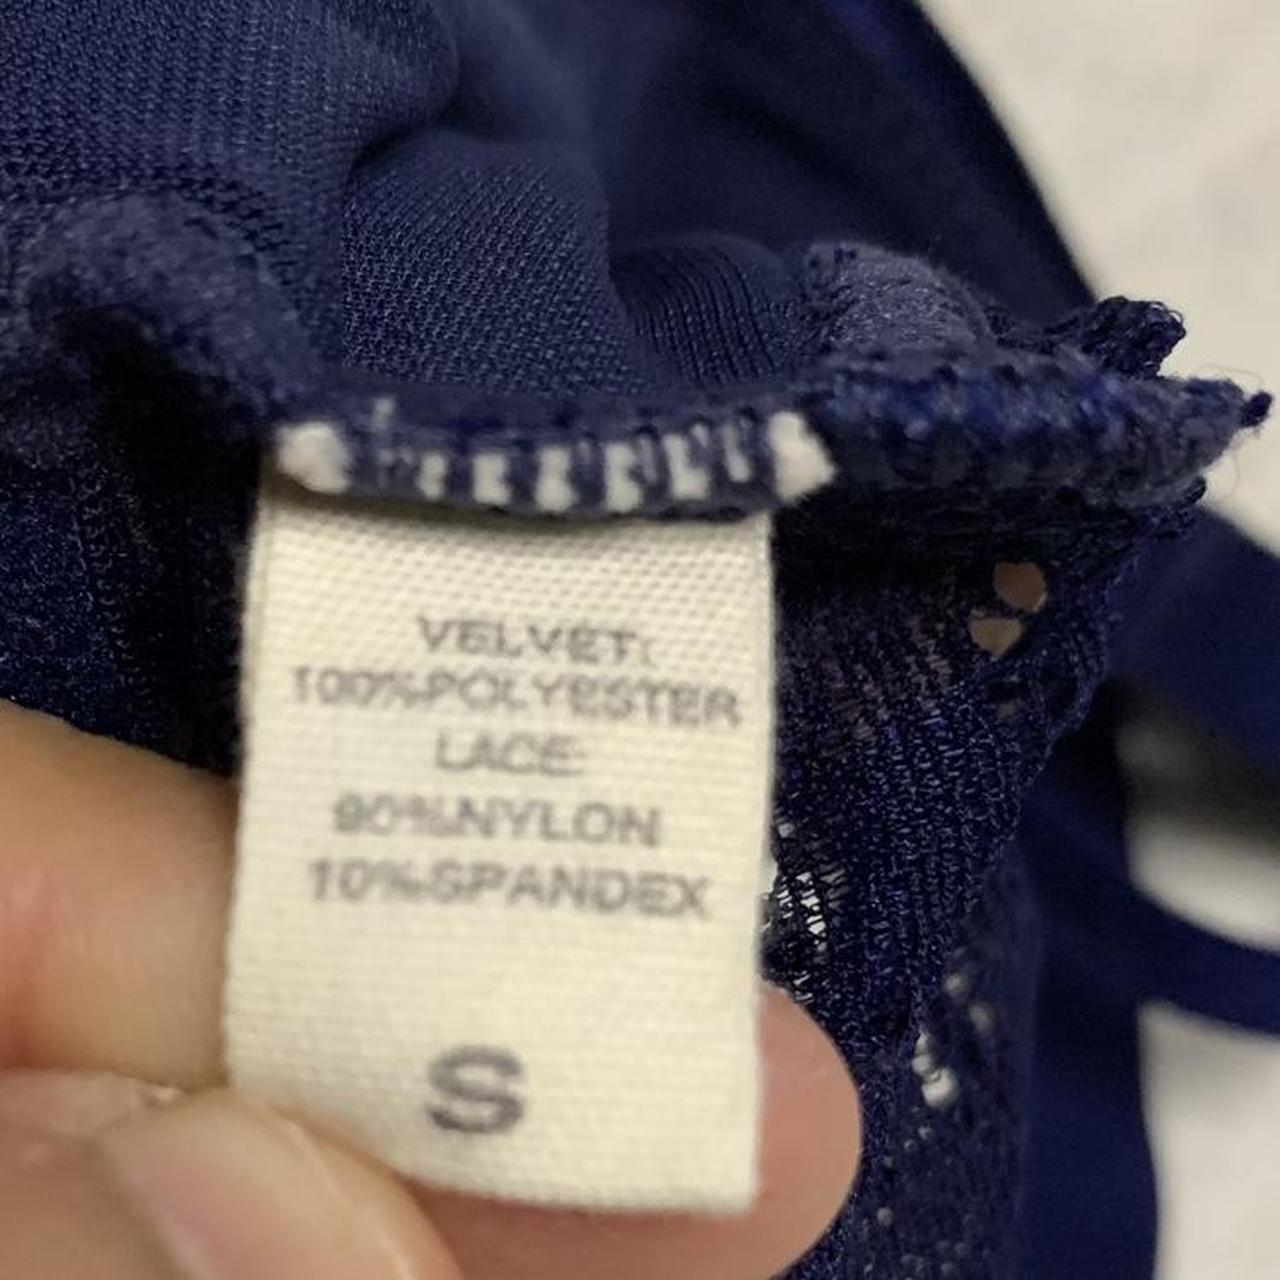 VELVET:
100%POLYESTER
LACE:
90%NYLON
10%SPANDEX
S